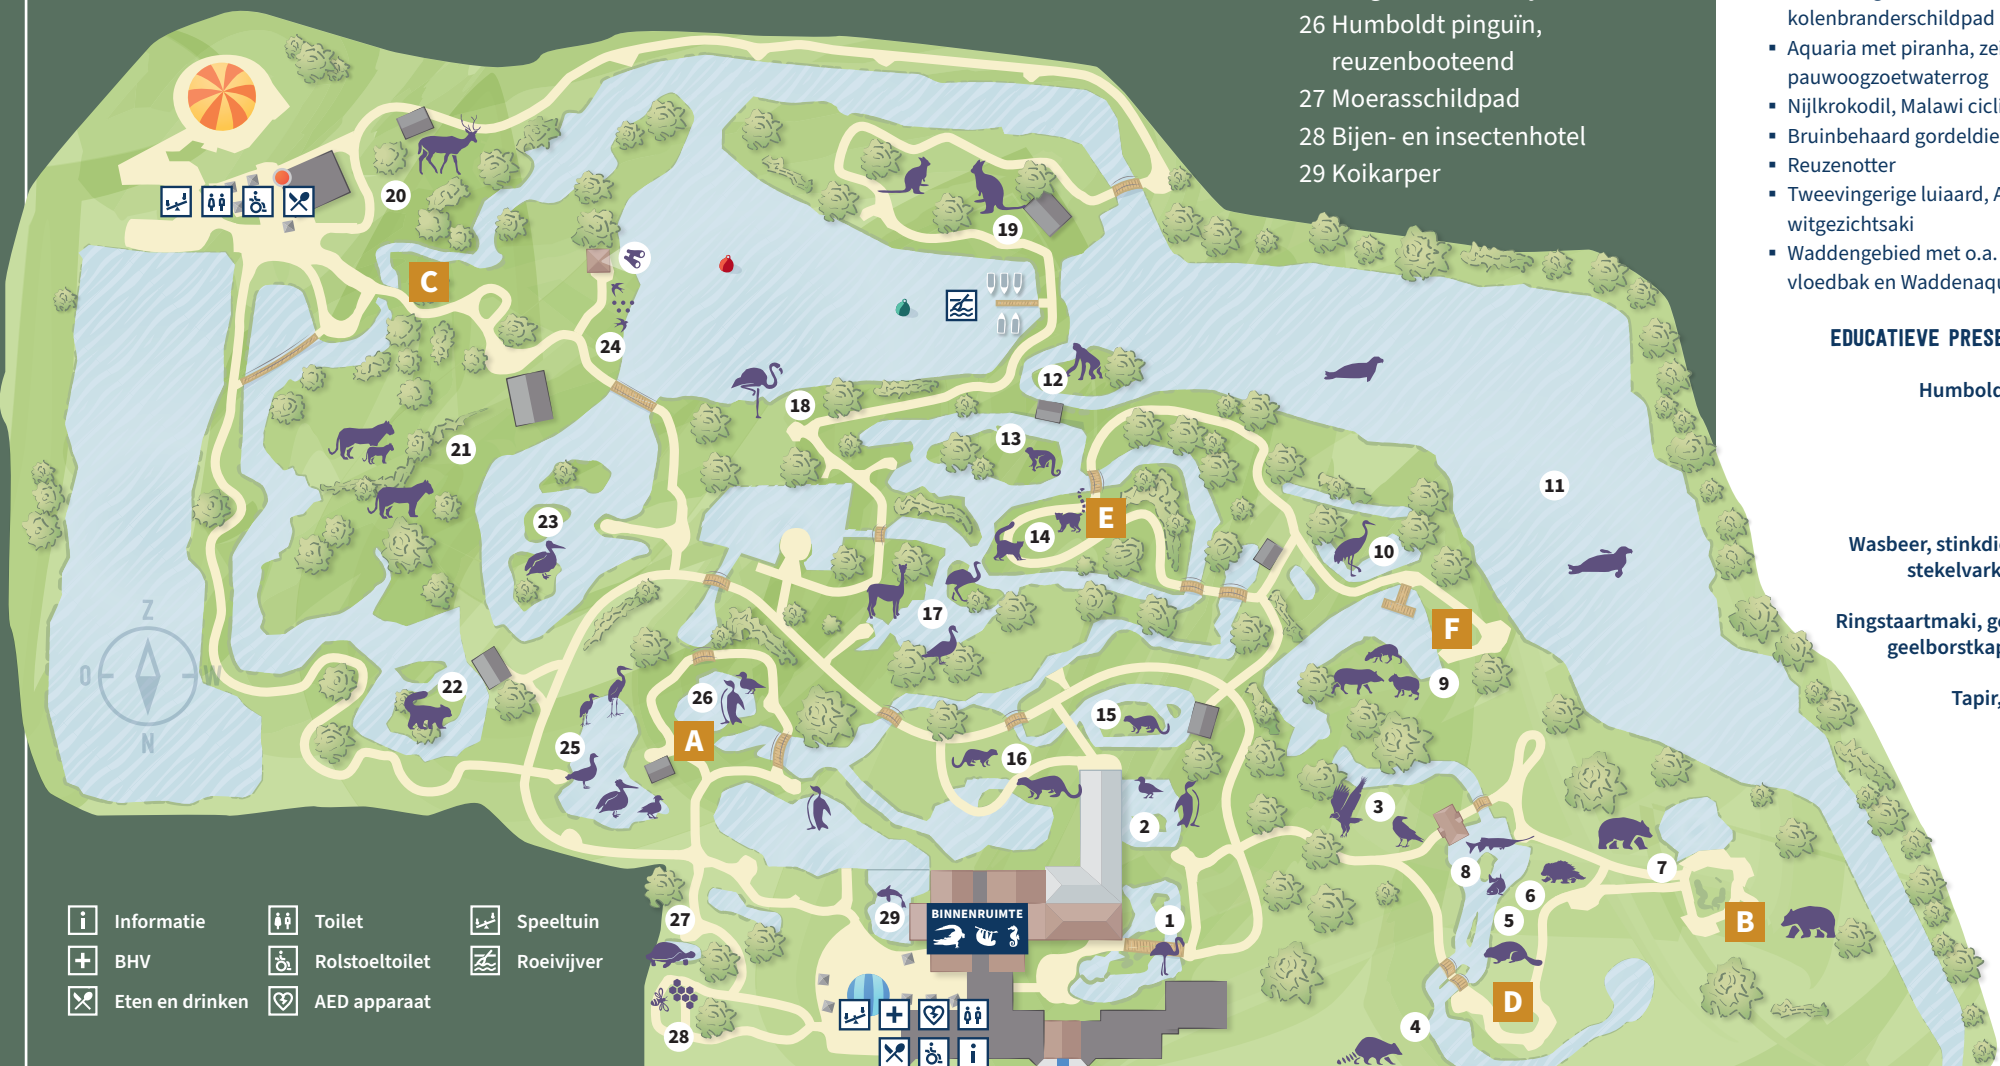 26 Humboldt pinguïn,
reuzenbooteend
27 Moerasschildpad
28 Bijen- en insectenhotel
29 Koikarper
kolenbranderschildpad
▪ Aquaria met piranha, ze
pauwoogzoetwaterrog
▪ Nijlkrokodil, Malawi cicli
▪ Bruinbehaard gordeldie
▪ Reuzenotter
▪ Tweevingerige luiaard, A
witgezichtsaki
▪ Waddengebied met o.a.
vloedbak en Waddenaqu
EDUCATIEVE PRESE
Humbold
Wasbeer, stinkdie
stekelvark
Ringstaartmaki, ge
geelborstkap
Tapir,
20
19
C
24
12
18
13
21
11
23
14
E
10
17
F
Z
O
W
N
22
26
9
15
A
25
16
3
2
7
8
6
27
29
BINNENRUIMTE
1
5
B
D
28
4
i
i Informatie
Toilet
Speeltuin
BHV
Rolstoeltoilet
Roeivijver
Eten en drinken
AED apparaat